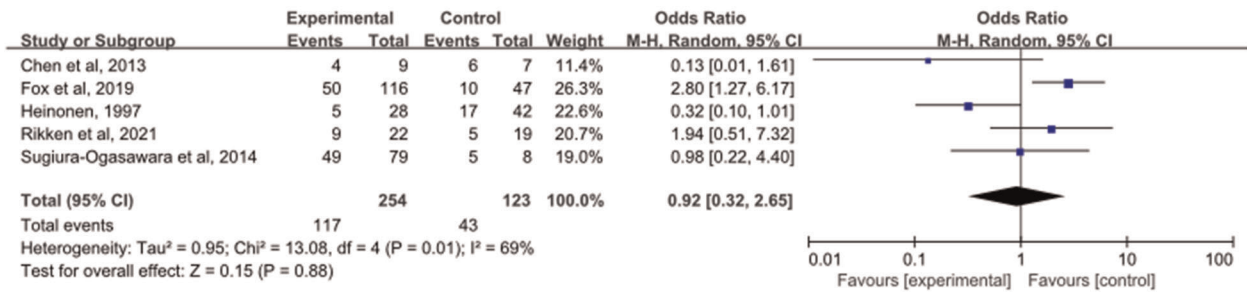 Experimental Control Odds Ratio Odds Ratio
Study or Subgroup Events Total Events Total Weight M-H, Random, 95% CI M-H, Random, 95% CI
Chen et al, 2013 4 9 6 7 11.4% 0.13 [0.01, 1.61]
Fox et al, 2019 50 116 10 47 26.3% 2.80 [1.27, 6.17]
Heinonen, 1997 5 28 17 42 22.6% 0.32 [0.10, 1.01]
Rikken et al, 2021 9 22 5 19 20.7% 1.94 [0.51, 7.32]
Sugiura-Ogasawara et al, 2014 49 79 5 8 19.0% 0.98 [0.22, 4.40]
Total (95% CI) 254 123 100.0% 0.92 [0.32, 2.65]
Total events 117 43
Heterogeneity: Tau² = 0.95; Chi² = 13.08, df = 4 (P = 0.01); I² = 69%
Test for overall effect: Z = 0.15 (P = 0.88)
0.01 0.1 1 10 100
Favours [experimental] Favours [control]